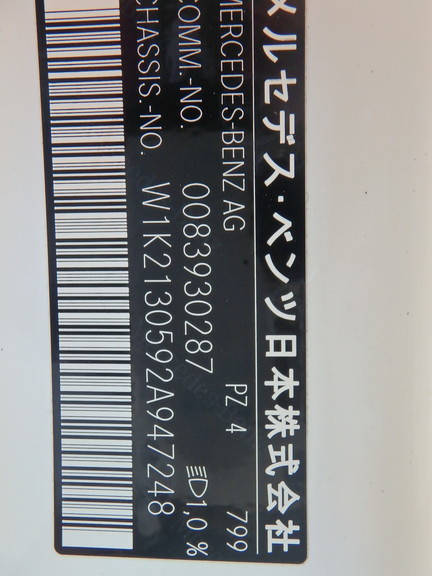 メルセデス・ベンツ日本株式会社
MERCEDES-BENZ AG PZ 4 799
COMM.-NO. 0083930287 1,0 %
CHASSIS.-NO. W1K2130592A947248